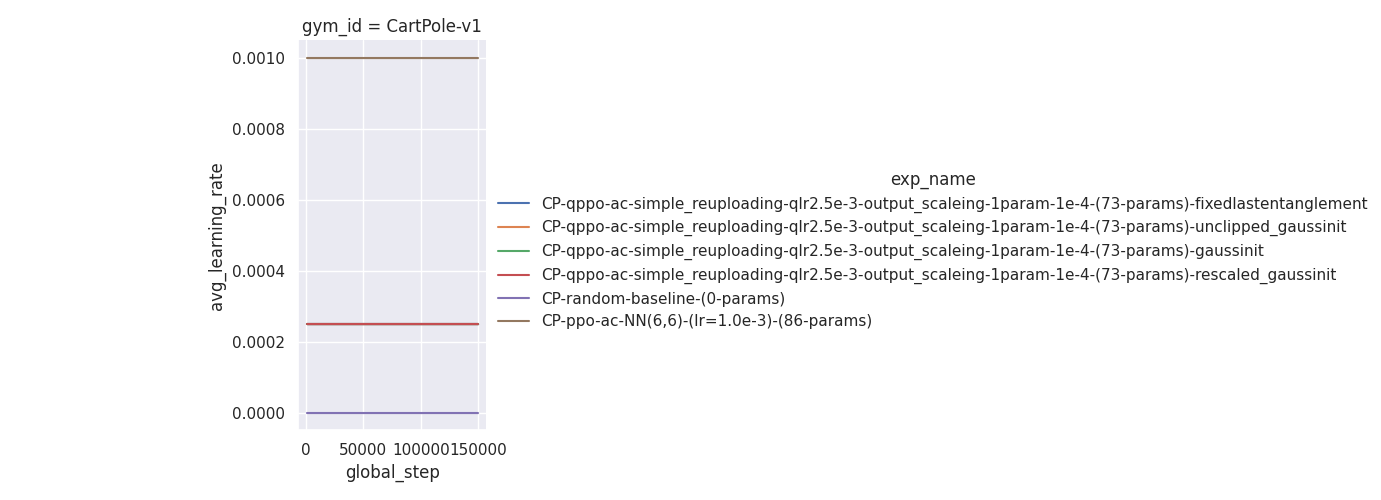 gym_id = CartPole-v1
avg_learning_rate
0.0010
0.0008
0.0006
0.0004
0.0002
0.0000
0 50000 100000 150000
global_step
exp_name
CP-qppo-ac-simple_reuploading-qlr2.5e-3-output_scaleing-1param-1e-4-(73-params)-fixedlastentanglement
CP-qppo-ac-simple_reuploading-qlr2.5e-3-output_scaleing-1param-1e-4-(73-params)-unclipped_gaussinit
CP-qppo-ac-simple_reuploading-qlr2.5e-3-output_scaleing-1param-1e-4-(73-params)-gaussinit
CP-qppo-ac-simple_reuploading-qlr2.5e-3-output_scaleing-1param-1e-4-(73-params)-rescaled_gaussinit
CP-random-baseline-(0-params)
CP-ppo-ac-NN(6,6)-(lr=1.0e-3)-(86-params)